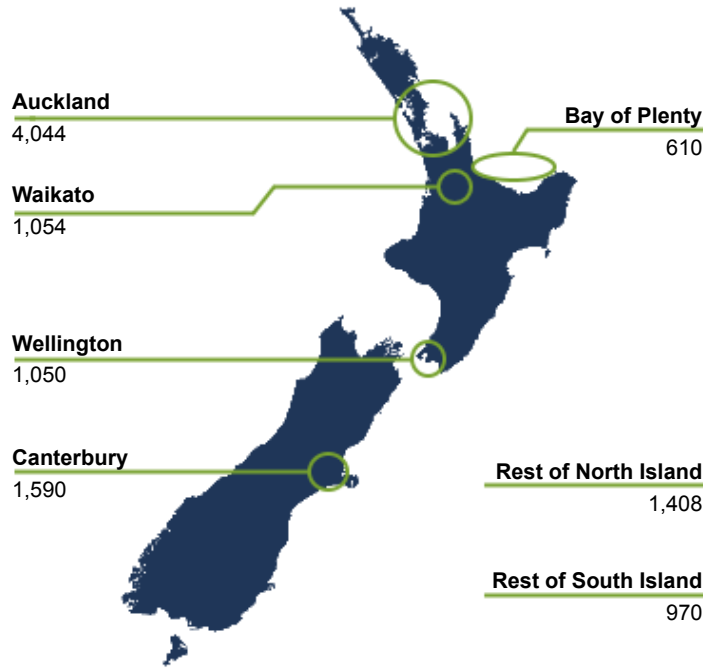 Auckland
4,044
Bay of Plenty
610
Waikato
1,054
Wellington
1,050
Canterbury
1,590
Rest of North Island
1,408
Rest of South Island
970